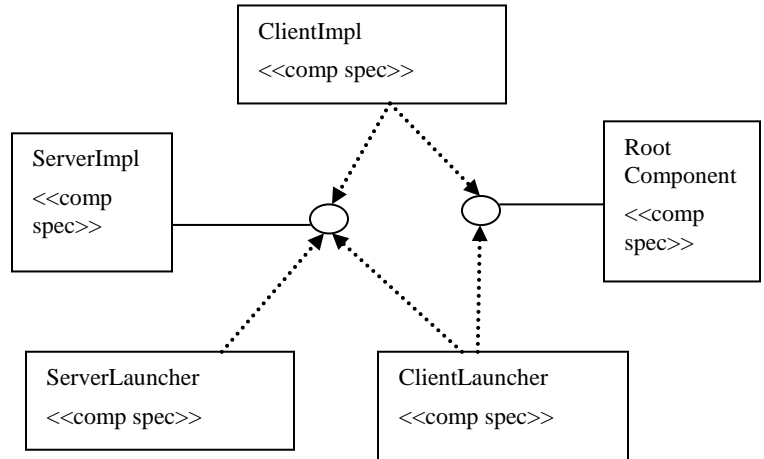 ClientImpl
<<comp spec>>
ServerImpl
<<comp
spec>>
Root
Component
<<comp
spec>>
ServerLauncher
<<comp spec>>
ClientLauncher
<<comp spec>>